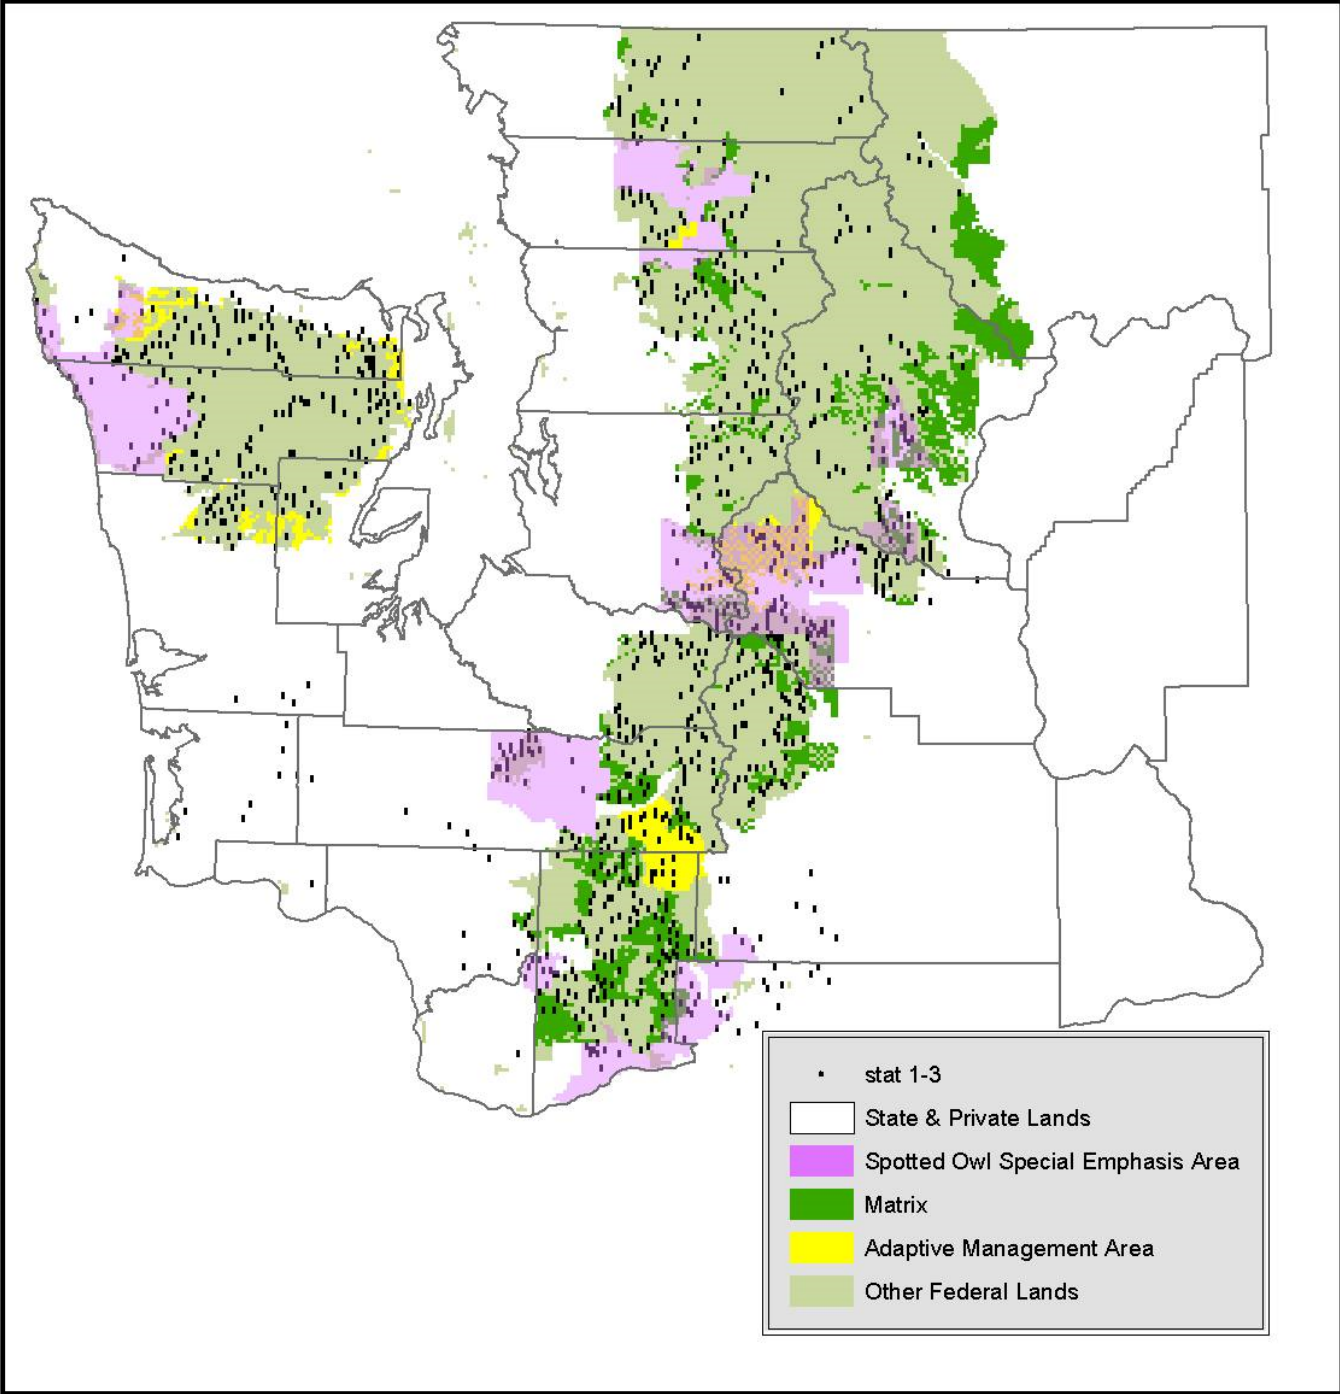 stat 1-3
State & Private Lands
Spotted Owl Special Emphasis Area
Matrix
Adaptive Management Area
Other Federal Lands